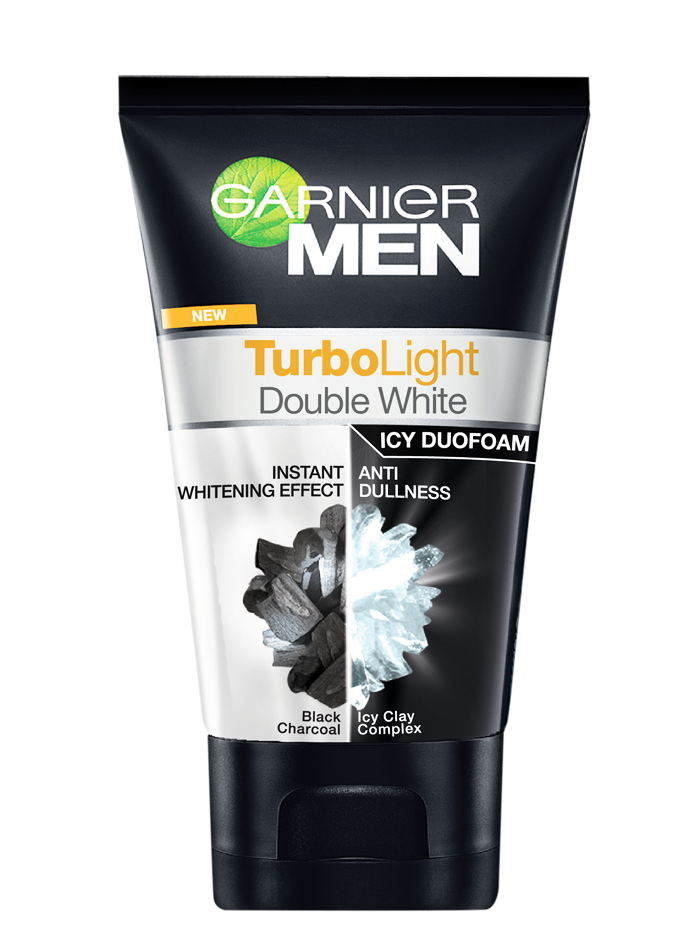 GARNIER
MEN
NEW
TurboLight
Double White
ICY DUOFOAM
INSTANT
WHITENING EFFECT
ANTI
DULLNESS
Black
Charcoal
Icy Clay
Complex